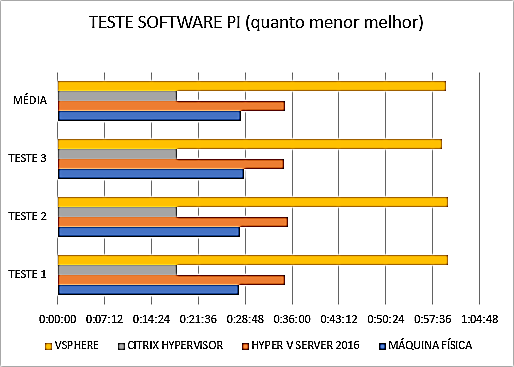 TESTE SOFTWARE PI (quanto menor melhor)
MÉDIA
TESTE 3
TESTE 2
TESTE 1
0:00:00 0:07:12 0:14:24 0:21:36 0:28:48 0:36:00 0:43:12 0:50:24 0:57:36 1:04:48
VSPHERE CITRIX HYPERVISOR HYPER V SERVER 2016 MÁQUINA FÍSICA